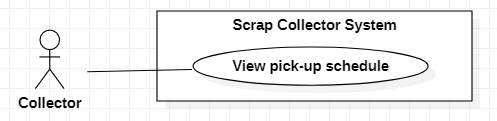 Scrap Collector System
View pick-up schedule
Collector